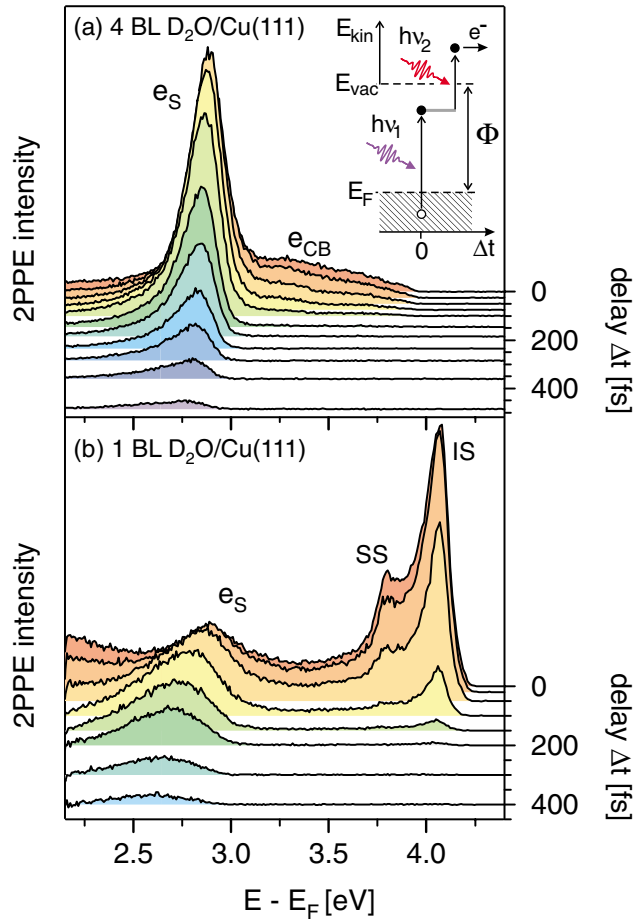 (a) 4 BL D₂O/Cu(111)
e_S
e_CB
E_kin
hν₂
e⁻
E_vac
hν₁
Φ
E_F
0
Δt
2PPE intensity
0
200
400
delay Δt [fs]
(b) 1 BL D₂O/Cu(111)
IS
SS
e_S
2PPE intensity
0
200
400
delay Δt [fs]
2.5 3.0 3.5 4.0
E - E_F [eV]